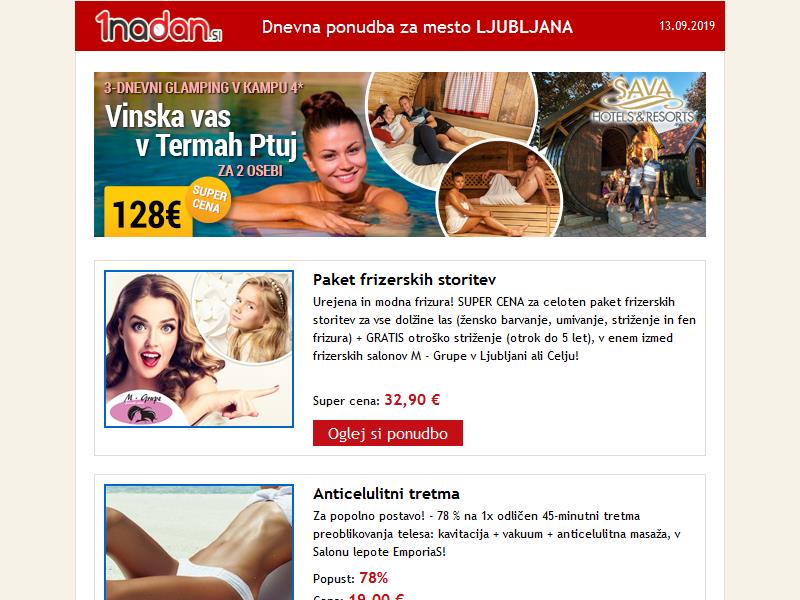 1nadan.si
Dnevna ponudba za mesto LJUBLJANA
13.09.2019
3-DNEVNI GLAMPING V KAMPU 4*
Vinska vas
v Termah Ptuj
ZA 2 OSEBI
SUPER
CENA
128€
SAVA
HOTELS & RESORTS
Paket frizerskih storitev
Urejena in modna frizura! SUPER CENA za celoten paket frizerskih
storitev za vse dolžine las (žensko barvanje, umivanje, striženje in fen
frizura) + GRATIS otroško striženje (otrok do 5 let), v enem izmed
frizerskih salonov M - Grupe v Ljubljani ali Celju!
M - Grupe
Super cena: 32,90 €
Oglej si ponudbo
Anticelulitni tretma
Za popolno postavo! - 78 % na 1x odličen 45-minutni tretma
preoblikovanja telesa: kavitacija + vakuum + anticelulitna masaža, v
Salonu lepote EmporiaS!
Popust: 78%
Cena: 19,00 €